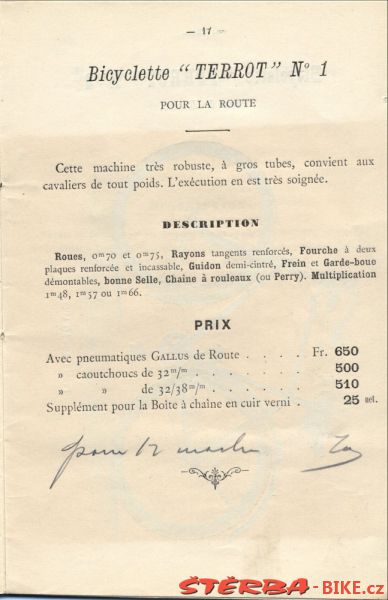 — 17 —
Bicyclette "TERROT" N° 1
POUR LA ROUTE
Cette machine très robuste, à gros tubes, convient aux
cavaliers de tout poids. L'exécution en est très soignée.
DESCRIPTION
Roues, 0m70 et 0m75, Rayons tangents renforcés, Fourche à deux
plaques renforcée et incassable, Guidon demi-cintré, Frein et Garde-boue
démontables, bonne Selle, Chaîne à rouleaux (ou Perry). Multiplication
1m48, 1m57 ou 1m66.
PRIX
Avec pneumatiques GALLUS de Route . . . . Fr. 650
» caoutchoucs de 32m/m . . . . . . . 500
» » de 32/38m/m . . . . . . 510
Supplément pour la Boîte à chaîne en cuir verni . 25 net.
pour
ŠTĚRBA-BIKE.cz